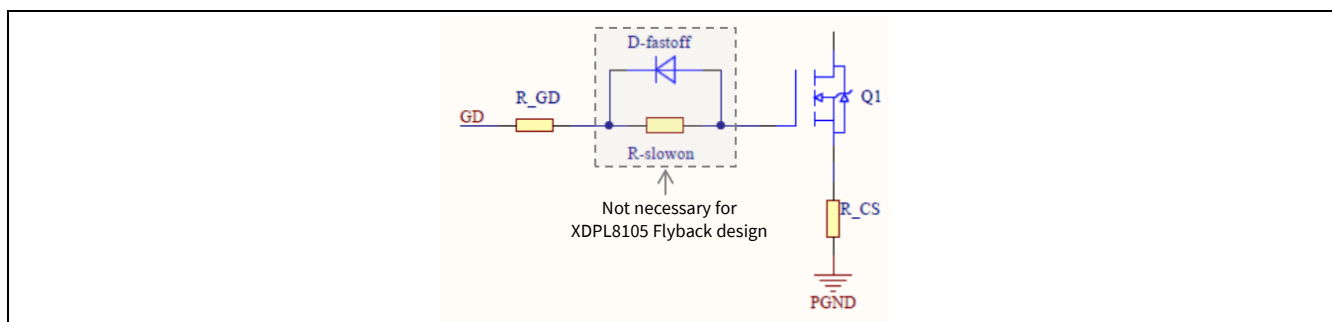 D-fastoff
R_GD
Q1
GD
R-slowon
Not necessary for
XDPL8105 Flyback design
R_CS
PGND